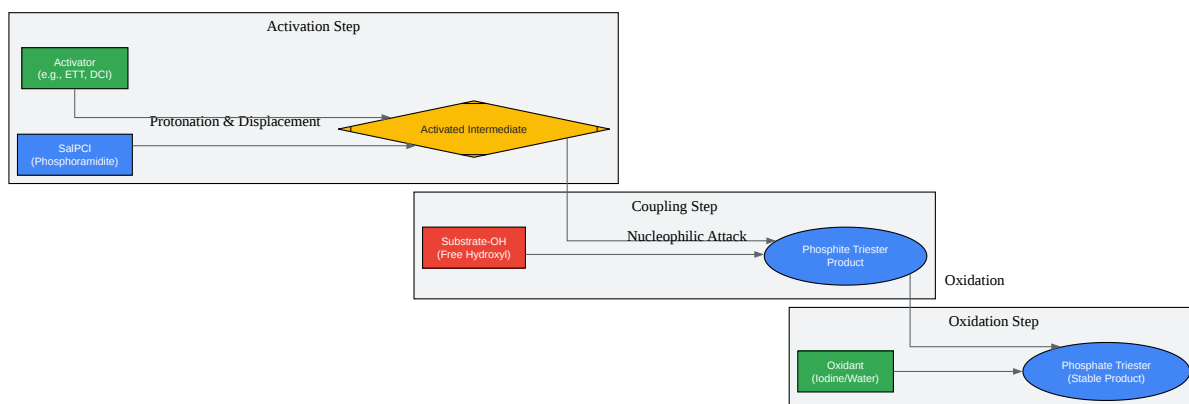 Activation Step
Activator
(e.g., ETT, DCI)
Protonation & Displacement
Activated Intermediate
SalPCl
(Phosphoramidite)
Coupling Step
Substrate-OH
(Free Hydroxyl)
Nucleophilic Attack
Phosphite Triester
Product
Oxidation
Oxidation Step
Oxidant
(Iodine/Water)
Phosphate Triester
(Stable Product)